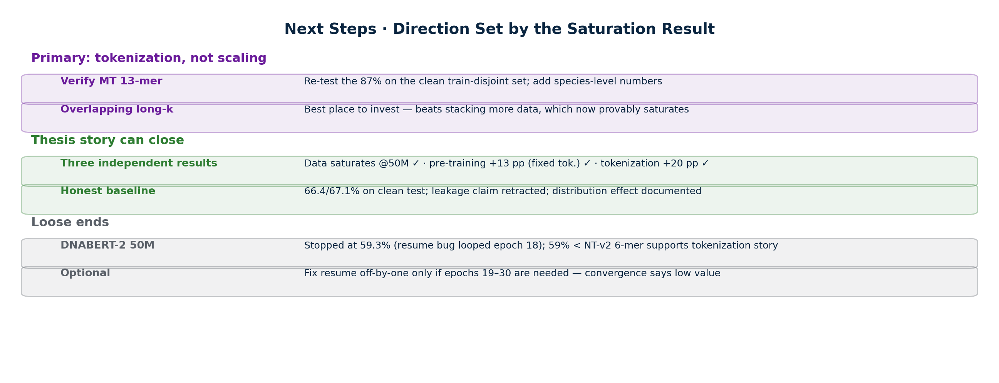 Next Steps · Direction Set by the Saturation Result
Primary: tokenization, not scaling
Verify MT 13-mer Re-test the 87% on the clean train-disjoint set; add species-level numbers
Overlapping long-k Best place to invest — beats stacking more data, which now provably saturates
Thesis story can close
Three independent results Data saturates @50M ✓ · pre-training +13 pp (fixed tok.) ✓ · tokenization +20 pp ✓
Honest baseline 66.4/67.1% on clean test; leakage claim retracted; distribution effect documented
Loose ends
DNABERT-2 50M Stopped at 59.3% (resume bug looped epoch 18); 59% < NT-v2 6-mer supports tokenization story
Optional Fix resume off-by-one only if epochs 19–30 are needed — convergence says low value